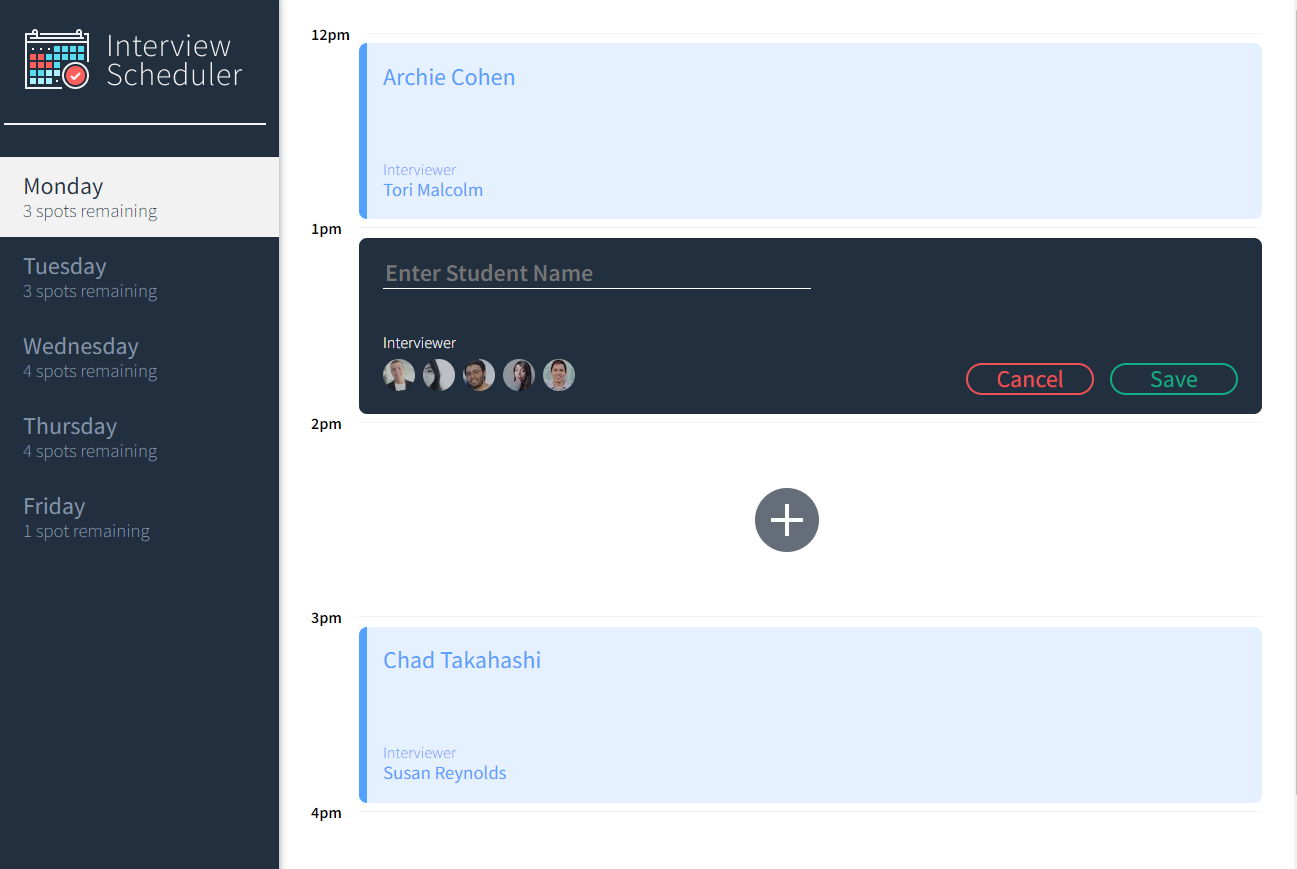 Interview
Scheduler
Monday
3 spots remaining
Tuesday
3 spots remaining
Wednesday
4 spots remaining
Thursday
4 spots remaining
Friday
1 spot remaining
12pm
Archie Cohen
Interviewer
Tori Malcolm
1pm
Enter Student Name
Interviewer
Cancel
Save
2pm
3pm
Chad Takahashi
Interviewer
Susan Reynolds
4pm